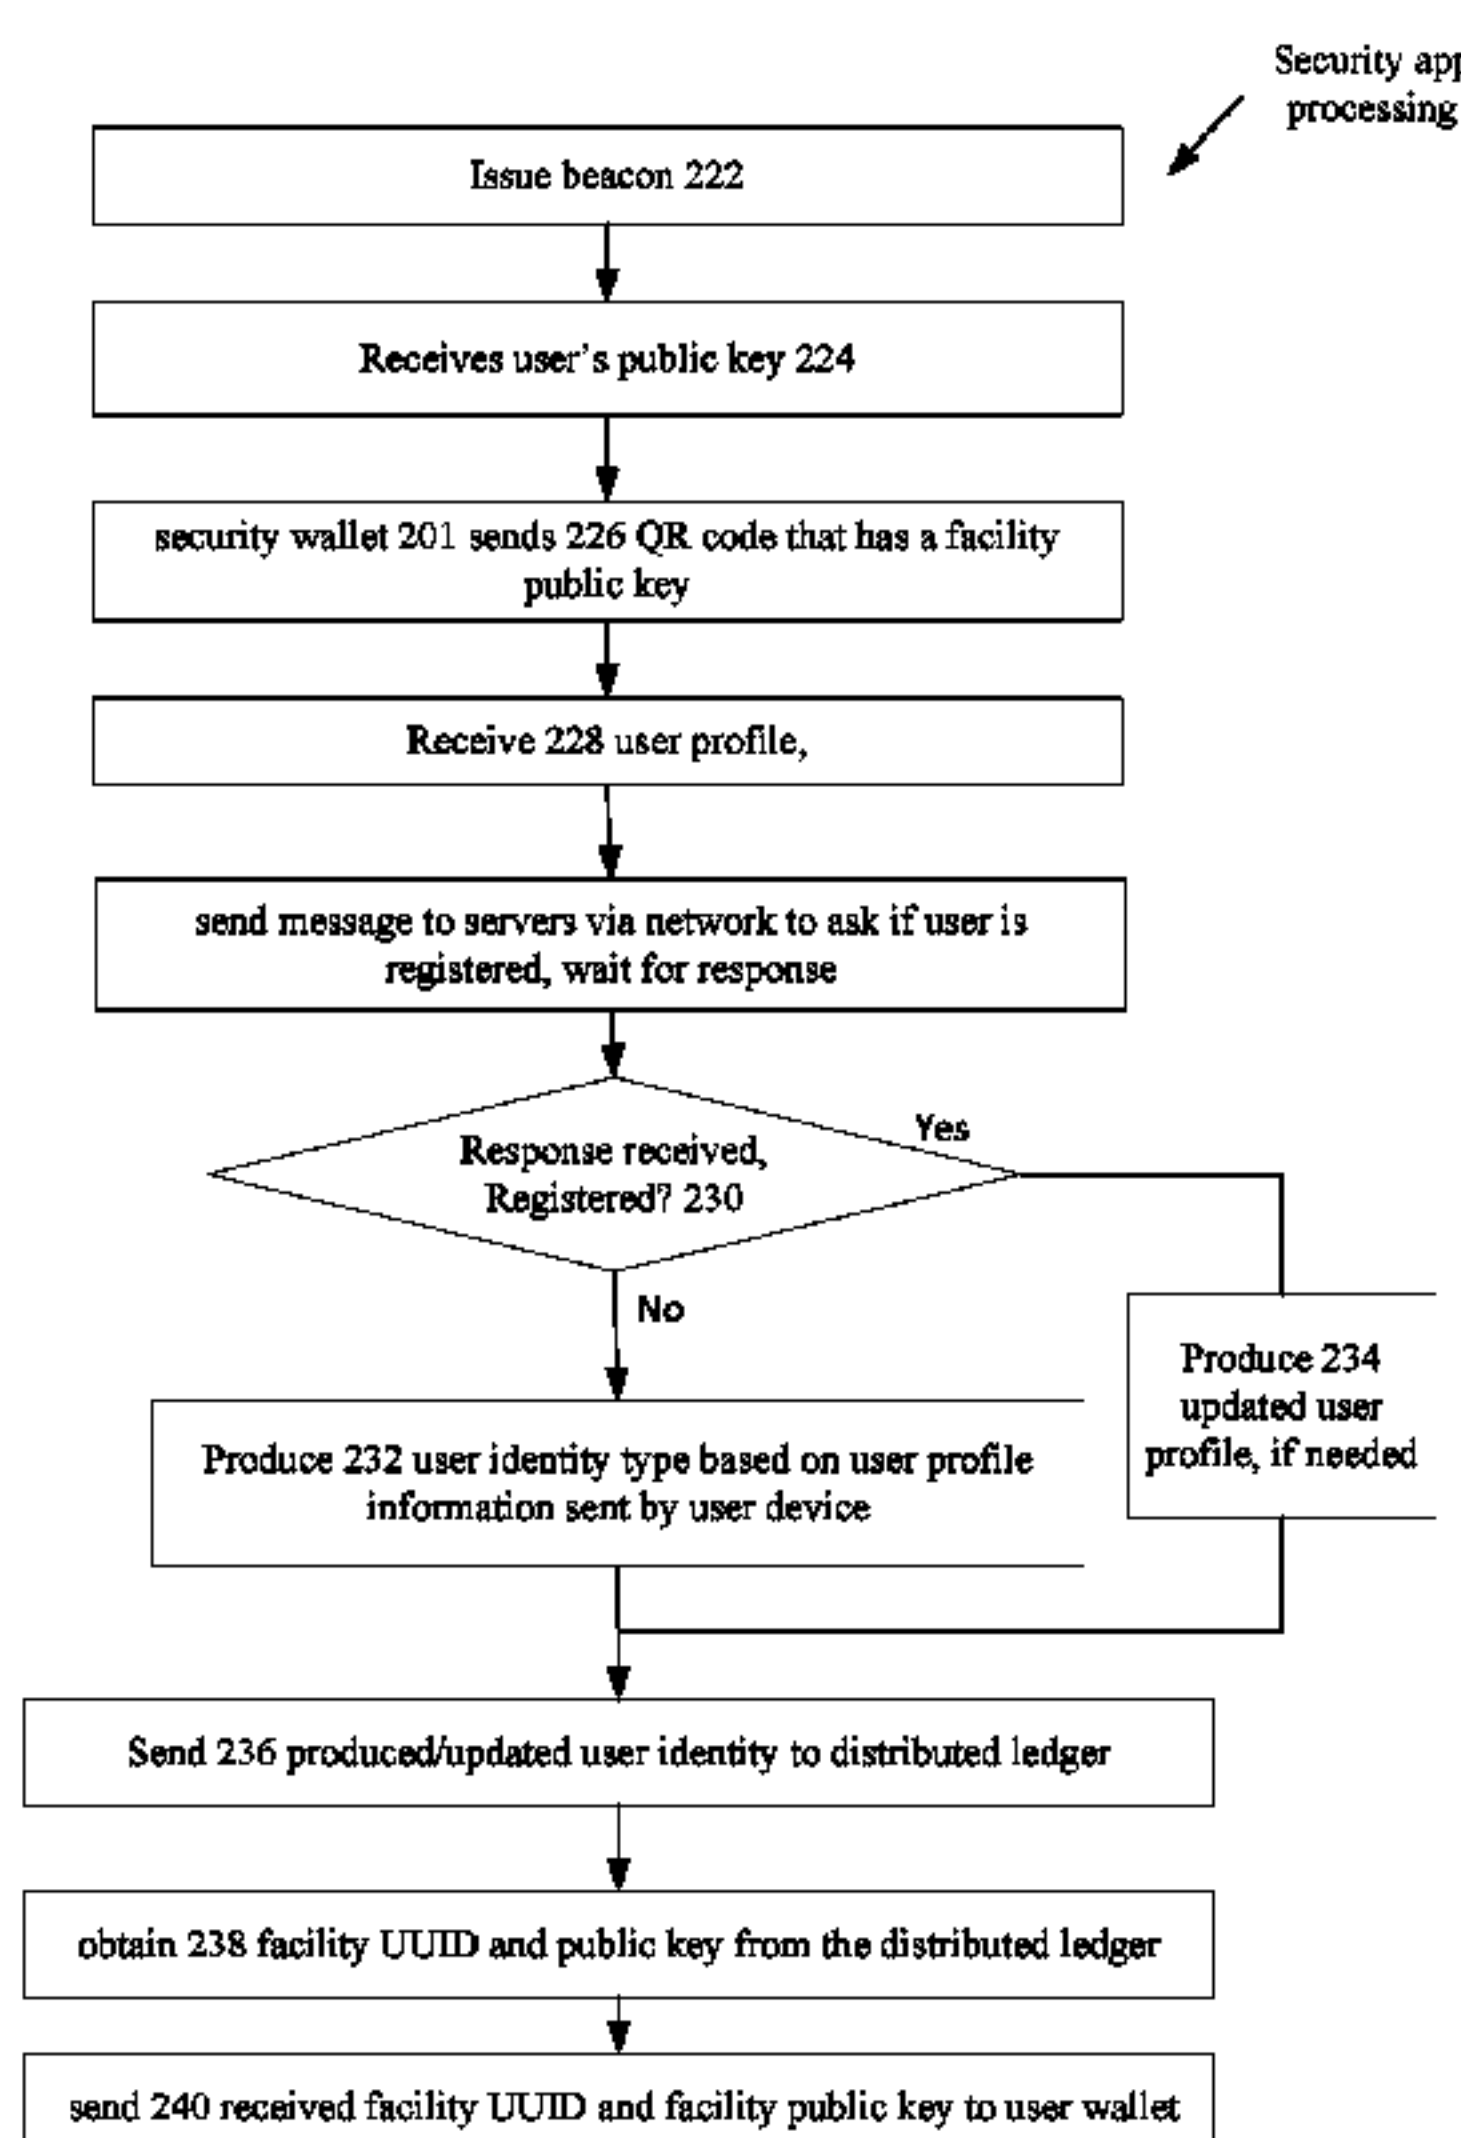 Security app
processing
Issue beacon 222
Receives user's public key 224
security wallet 201 sends 226 QR code that has a facility
public key
Receive 228 user profile,
send message to servers via network to ask if user is
registered, wait for response
Response received,
Registered? 230
Yes
No
Produce 234
updated user
profile, if needed
Produce 232 user identity type based on user profile
information sent by user device
Send 236 produced/updated user identity to distributed ledger
obtain 238 facility UUID and public key from the distributed ledger
send 240 received facility UUID and facility public key to user wallet